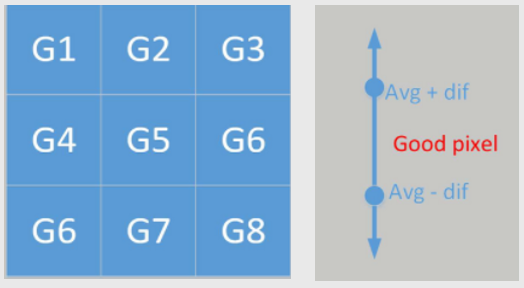 G1 G2 G3
G4 G5 G6
G6 G7 G8
Avg + dif
Good pixel
Avg - dif